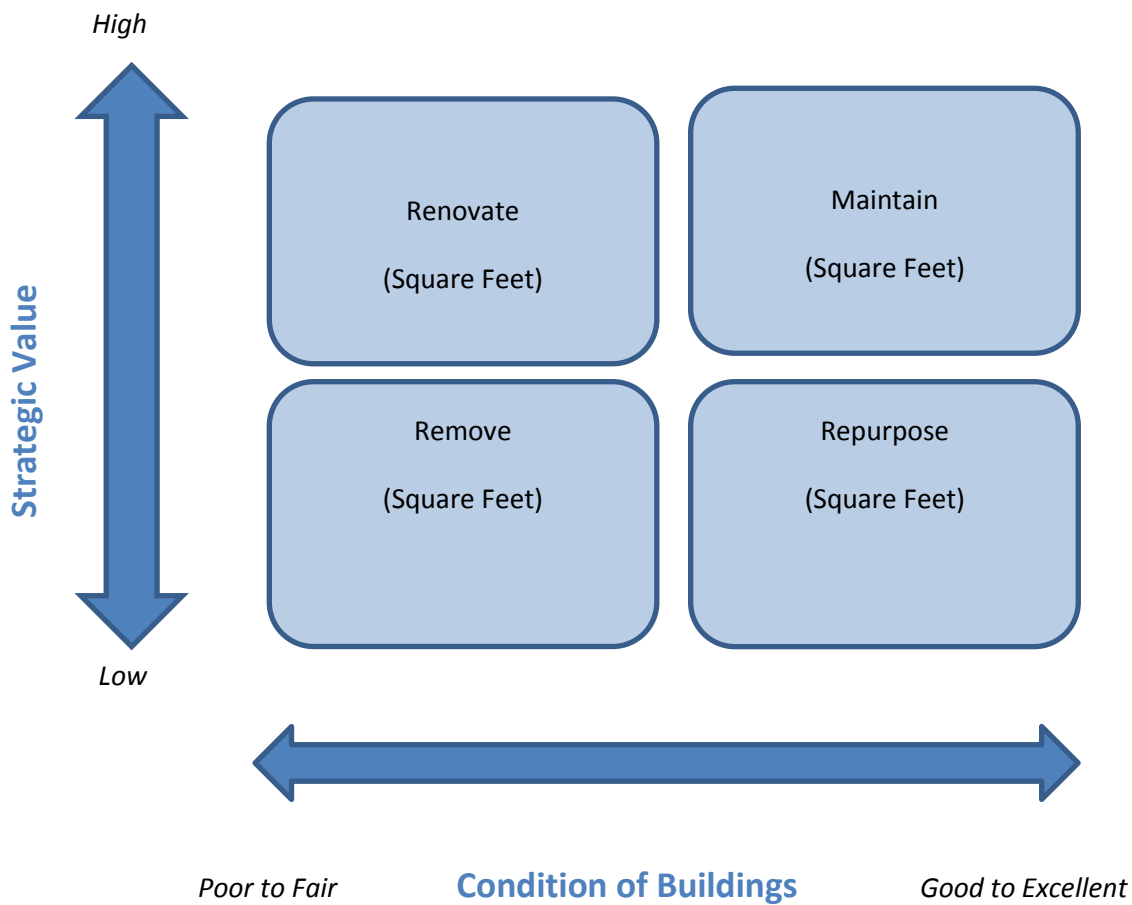 High
Strategic Value
Renovate
(Square Feet)
Maintain
(Square Feet)
Remove
(Square Feet)
Repurpose
(Square Feet)
Low
Poor to Fair
Condition of Buildings
Good to Excellent